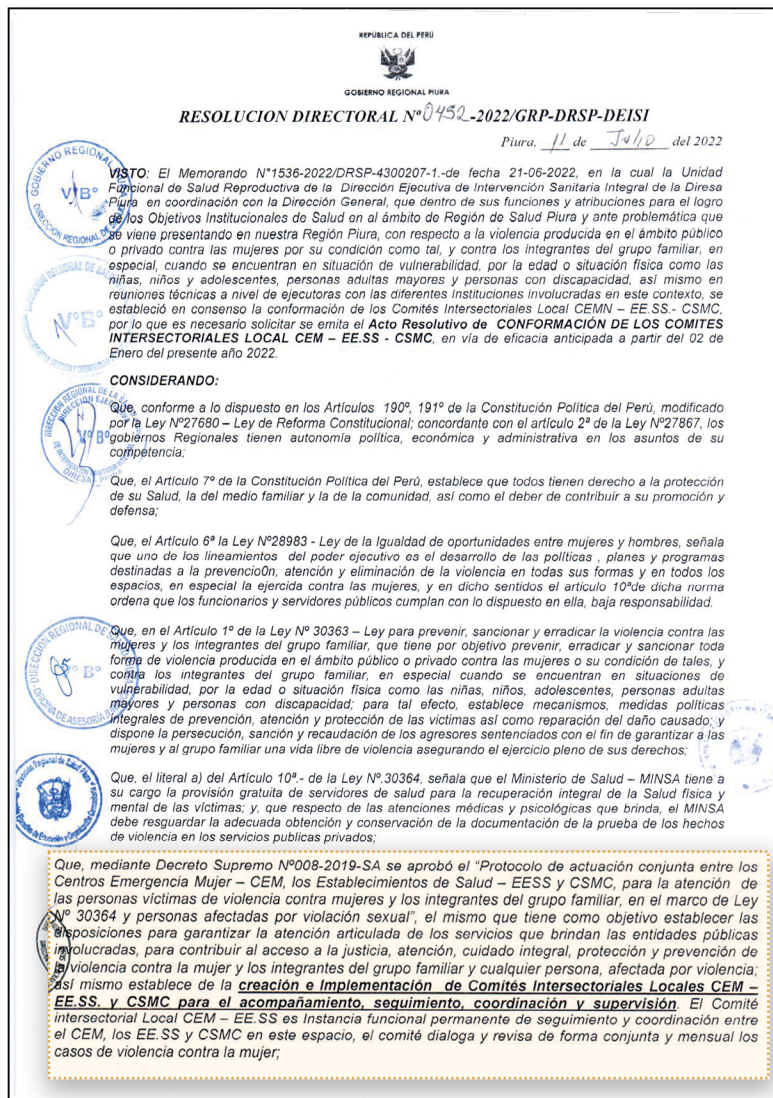 REPÚBLICA DEL PERÚ
GOBIERNO REGIONAL PIURA
RESOLUCION DIRECTORAL Nº 0452-2022/GRP-DRSP-DEISI
Piura, 11 de Julio del 2022
VISTO: El Memorando N°1536-2022/DRSP-4300207-1.-de fecha 21-06-2022, en la cual la Unidad
Funcional de Salud Reproductiva de la Dirección Ejecutiva de Intervención Sanitaria Integral de la Diresa
Piura en coordinación con la Dirección General, que dentro de sus funciones y atribuciones para el logro
de los Objetivos Institucionales de Salud en al ámbito de Región de Salud Piura y ante problemática que
se viene presentando en nuestra Región Piura, con respecto a la violencia producida en el ámbito público
o privado contra las mujeres por su condición como tal, y contra los integrantes del grupo familiar, en
especial, cuando se encuentran en situación de vulnerabilidad, por la edad o situación física como las
niñas, niños y adolescentes, personas adultas mayores y personas con discapacidad, así mismo en
reuniones técnicas a nivel de ejecutoras con las diferentes Instituciones involucradas en este contexto, se
estableció en consenso la conformación de los Comités Intersectoriales Local CEMN – EE.SS.- CSMC,
por lo que es necesario solicitar se emita el Acto Resolutivo de CONFORMACIÓN DE LOS COMITES
INTERSECTORIALES LOCAL CEM – EE.SS - CSMC, en vía de eficacia anticipada a partir del 02 de
Enero del presente año 2022.
CONSIDERANDO:
Que, conforme a lo dispuesto en los Artículos 190º, 191º de la Constitución Política del Perú, modificado
por la Ley Nº27680 – Ley de Reforma Constitucional; concordante con el artículo 2ª de la Ley Nº27867, los
gobiernos Regionales tienen autonomía política, económica y administrativa en los asuntos de su
competencia;
Que, el Artículo 7º de la Constitución Política del Perú, establece que todos tienen derecho a la protección
de su Salud, la del medio familiar y la de la comunidad, así como el deber de contribuir a su promoción y
defensa;
Que, el Artículo 6ª la Ley Nº28983 - Ley de la Igualdad de oportunidades entre mujeres y hombres, señala
que uno de los lineamientos del poder ejecutivo es el desarrollo de las políticas , planes y programas
destinadas a la prevencio0n, atención y eliminación de la violencia en todas sus formas y en todos los
espacios, en especial la ejercida contra las mujeres, y en dicho sentidos el artículo 10ªde dicha norma
ordena que los funcionarios y servidores públicos cumplan con lo dispuesto en ella, baja responsabilidad.
Que, en el Artículo 1º de la Ley Nº 30363 – Ley para prevenir, sancionar y erradicar la violencia contra las
mujeres y los integrantes del grupo familiar, que tiene por objetivo prevenir, erradicar y sancionar toda
forma de violencia producida en el ámbito público o privado contra las mujeres o su condición de tales, y
contra los integrantes del grupo familiar, en especial cuando se encuentran en situaciones de
vulnerabilidad, por la edad o situación física como las niñas, niños, adolescentes, personas adultas
mayores y personas con discapacidad; para tal efecto, establece mecanismos, medidas políticas
integrales de prevención, atención y protección de las victimas así como reparación del daño causado; y
dispone la persecución, sanción y recaudación de los agresores sentenciados con el fin de garantizar a las
mujeres y al grupo familiar una vida libre de violencia asegurando el ejercicio pleno de sus derechos;
Que, el literal a) del Artículo 10ª.- de la Ley Nº.30364, señala que el Ministerio de Salud – MINSA tiene a
su cargo la provisión gratuita de servidores de salud para la recuperación integral de la Salud física y
mental de las víctimas; y, que respecto de las atenciones médicas y psicológicas que brinda, el MINSA
debe resguardar la adecuada obtención y conservación de la documentación de la prueba de los hechos
de violencia en los servicios publicas privados;
Que, mediante Decreto Supremo Nº008-2019-SA se aprobó el “Protocolo de actuación conjunta entre los
Centros Emergencia Mujer – CEM, los Establecimientos de Salud – EESS y CSMC, para la atención de
las personas víctimas de violencia contra mujeres y los integrantes del grupo familiar, en el marco de Ley
Nº 30364 y personas afectadas por violación sexual”, el mismo que tiene como objetivo establecer las
disposiciones para garantizar la atención articulada de los servicios que brindan las entidades públicas
involucradas, para contribuir al acceso a la justicia, atención, cuidado integral, protección y prevención de
la violencia contra la mujer y los integrantes del grupo familiar y cualquier persona, afectada por violencia;
así mismo establece de la creación e Implementación de Comités Intersectoriales Locales CEM –
EE.SS. y CSMC para el acompañamiento, seguimiento, coordinación y supervisión. El Comité
intersectorial Local CEM – EE.SS es Instancia funcional permanente de seguimiento y coordinación entre
el CEM, los EE.SS y CSMC en este espacio, el comité dialoga y revisa de forma conjunta y mensual los
casos de violencia contra la mujer;